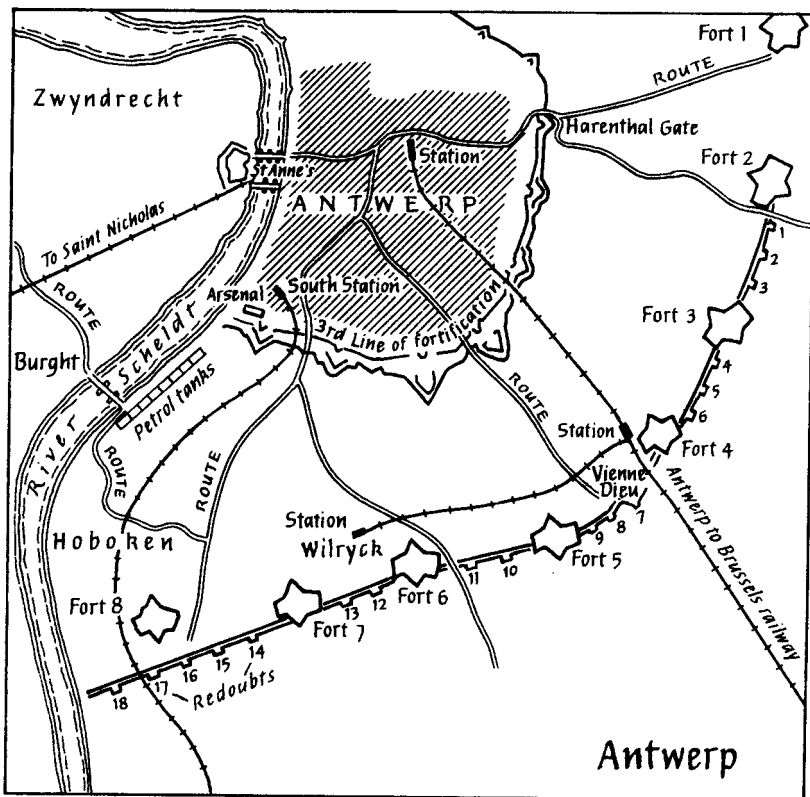 Fort 1
ROUTE
Zwyndrecht
Harenthal Gate
Station
St Anne's
Fort 2
ANTWERP
To Saint Nicholas
1
2
South Station
Arsenal
3
ROUTE
3rd Line of fortification
Fort 3
Burght
River Scheldt
Petrol tanks
4
5
ROUTE
6
Station
Fort 4
ROUTE
ROUTE
Vienne-
Dieu
Antwerp to Brussels railway
7
8
9
Station
Wilryck
Hoboken
Fort 5
10
11
Fort 6
12
13
Fort 8
Fort 7
14
15
16
17
18
Redoubts
Antwerp